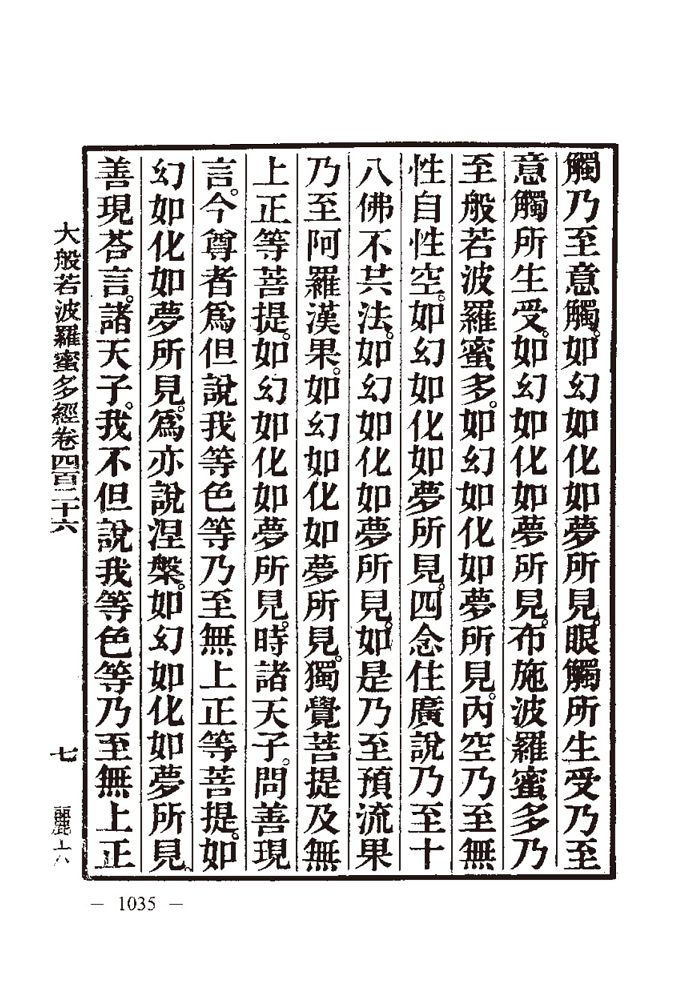 觸乃至意觸。如幻如化如夢所見。眼觸所生受乃至
意觸所生受。如幻如化如夢所見。布施波羅蜜多乃
至般若波羅蜜多。如幻如化如夢所見。內空乃至無
性自性空。如幻如化如夢所見。四念住廣說乃至十
八佛不共法。如幻如化如夢所見。如是乃至預流果
乃至阿羅漢果。如幻如化如夢所見。獨覺菩提及無
上正等菩提。如幻如化如夢所見。時諸天子。問善現
言。今尊者爲但說我等色等乃至無上正等菩提。如
幻如化如夢所見。爲亦說涅槃。如幻如化如夢所見
善現荅言。諸天子。我不但說我等色等乃至無上正
大般若波羅蜜多經卷四百二十六
七
麗六
— 1035 —